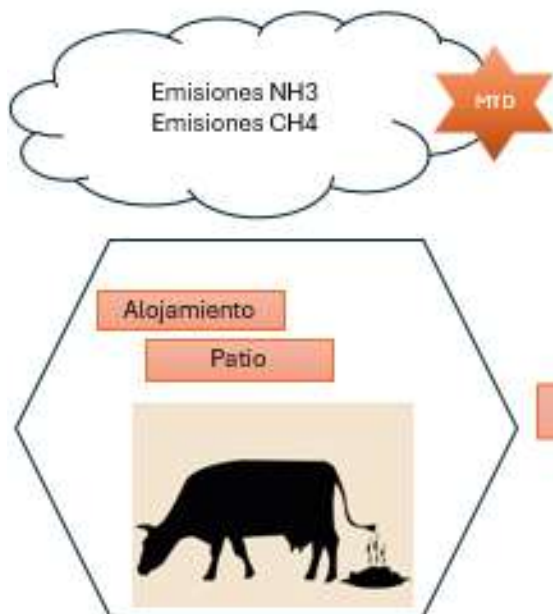 Emisiones NH3
Emisiones CH4
MTD
Alojamiento
Patio